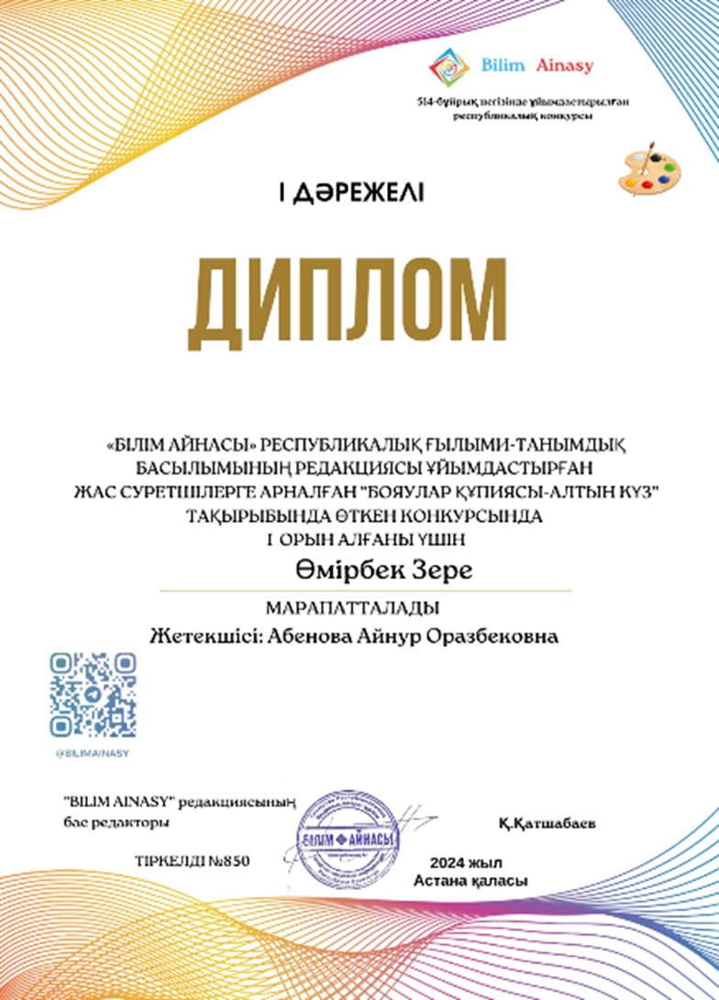 Bilim Ainasy
514-бұйрық негізінде ұйымдастырылған
республикалық конкурсы
І ДӘРЕЖЕЛІ
ДИПЛОМ
«БІЛІМ АЙНАСЫ» РЕСПУБЛИКАЛЫҚ ҒЫЛЫМИ-ТАНЫМДЫҚ
БАСЫЛЫМЫНЫҢ РЕДАКЦИЯСЫ ҰЙЫМДАСТЫРҒАН
ЖАС СУРЕТШІЛЕРГЕ АРНАЛҒАН "БОЯУЛАР ҚҰПИЯСЫ-АЛТЫН КҮЗ"
ТАҚЫРЫБЫНДА ӨТКЕН КОНКУРСЫНДА
І ОРЫН АЛҒАНЫ ҮШІН
Өмірбек Зере
МАРАПАТТАЛАДЫ
Жетекшісі: Абенова Айнур Оразбековна
@BILIMAINASY
"BILIM AINASY" редакциясының
бас редакторы
БІЛІМ АЙНАСЫ
Қ.Қатшабаев
ТІРКЕЛДІ №850
2024 жыл
Астана қаласы